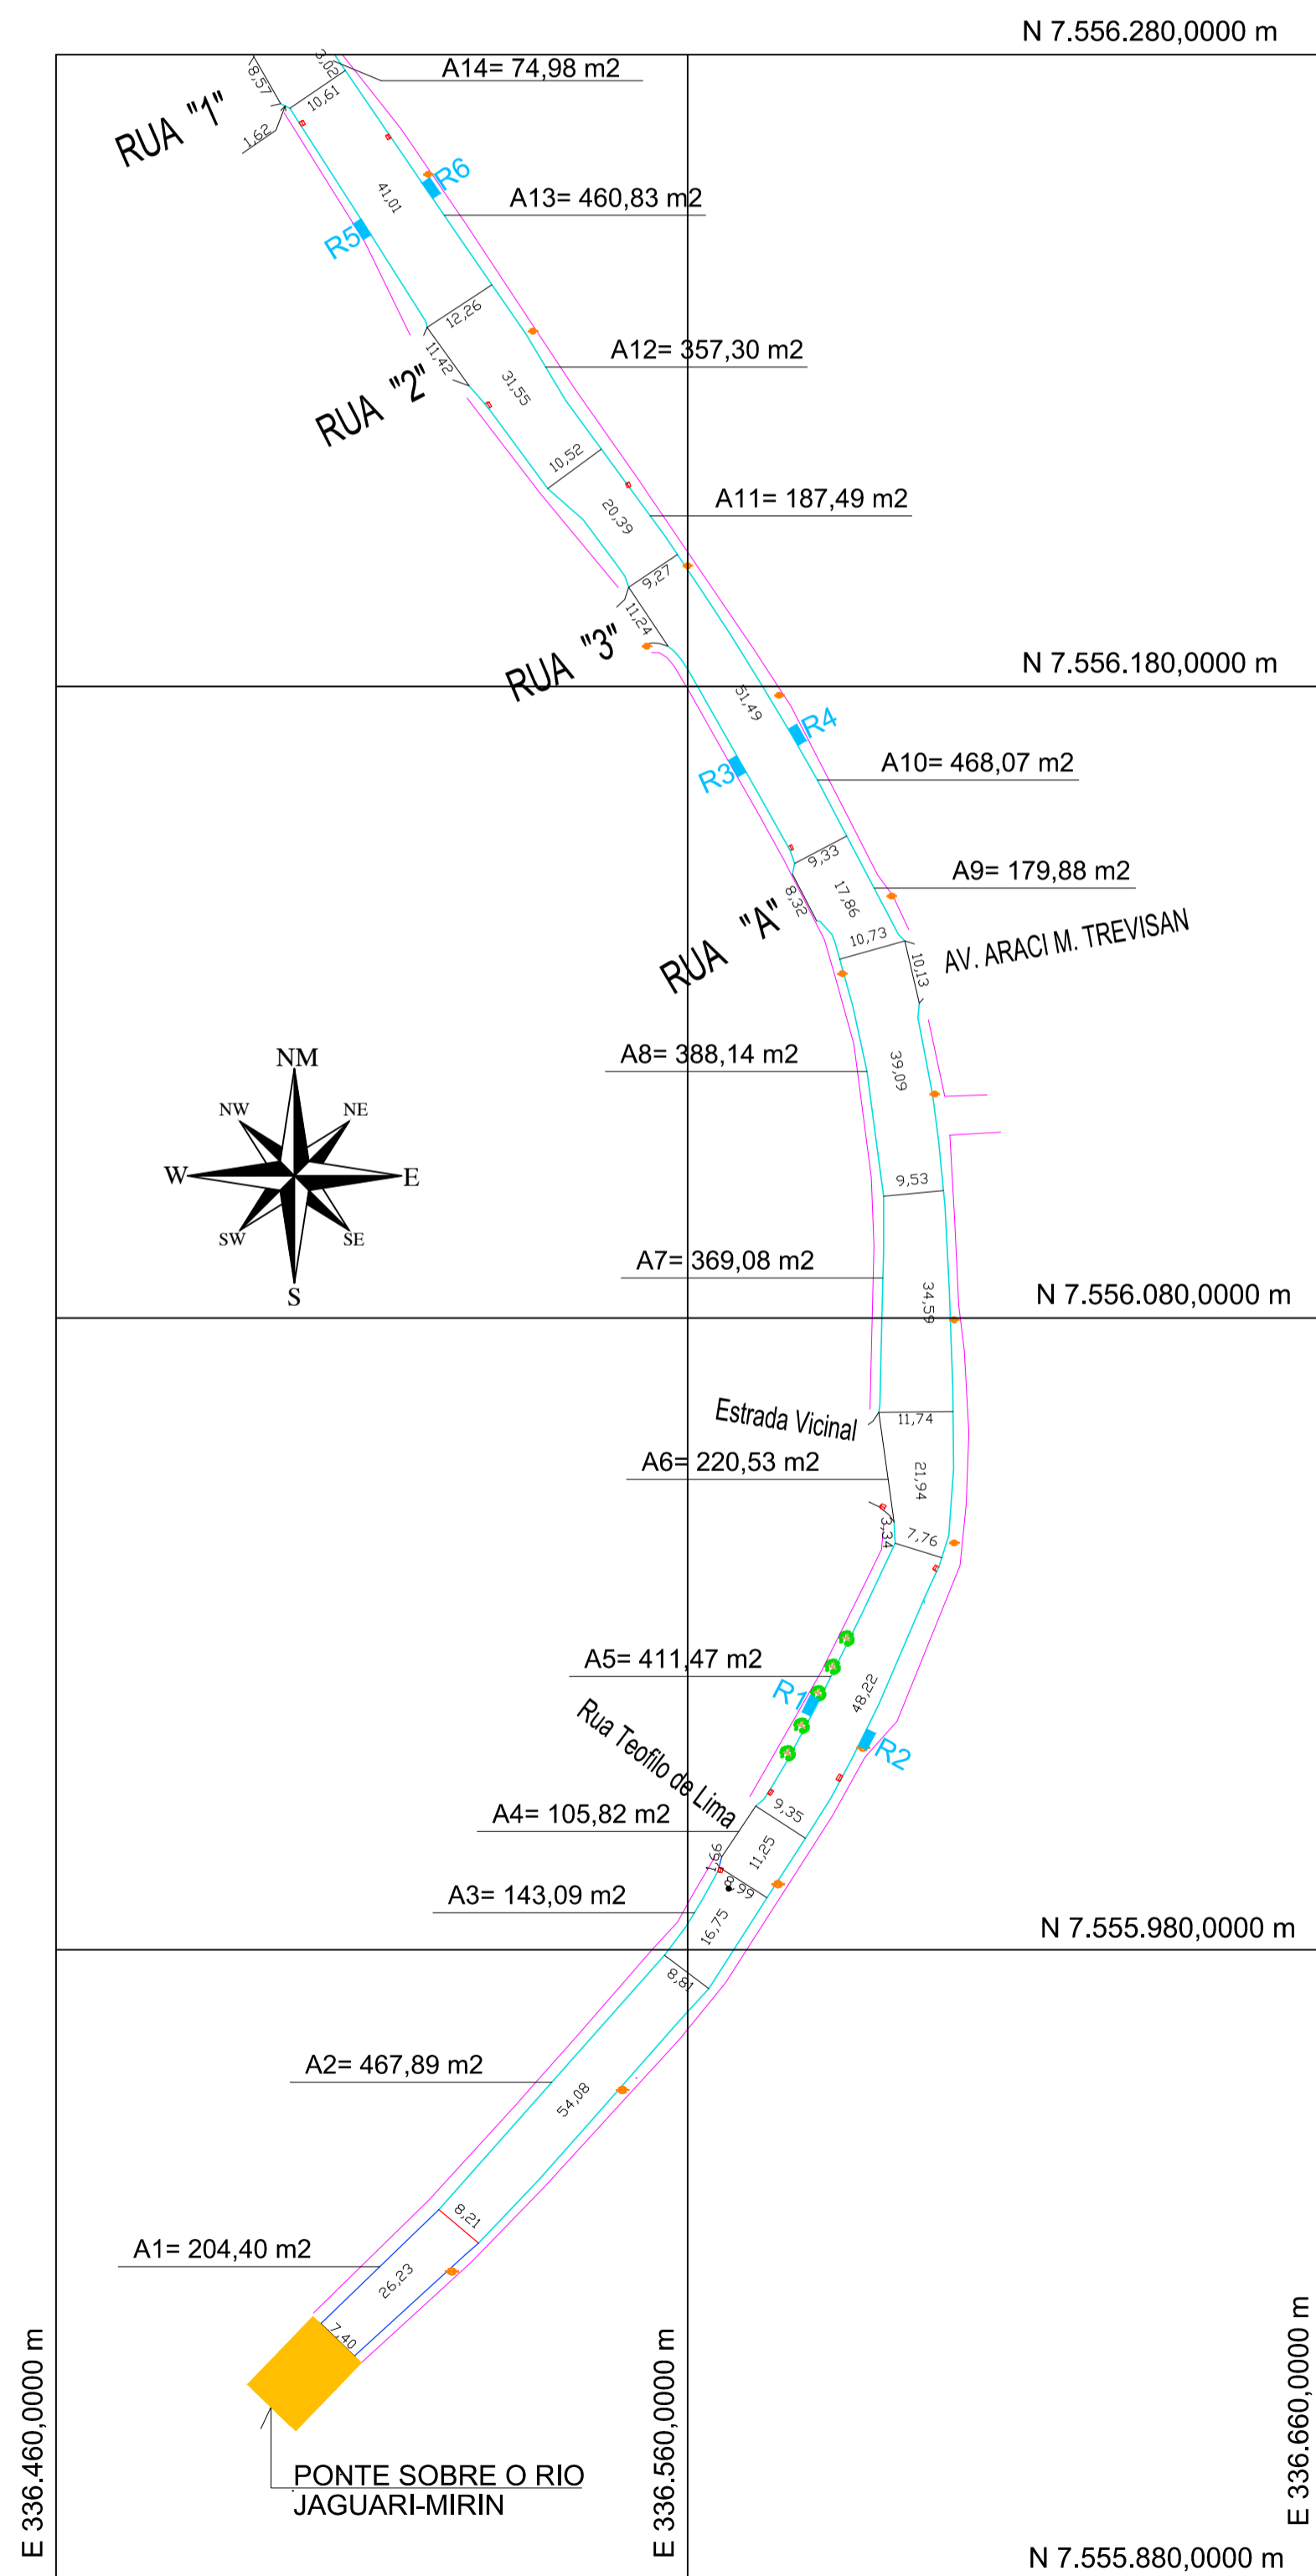 N 7.556.280,0000 m
A14= 74,98 m2
3,02
8,57
10,61
RUA "1"
1,62
R6
A13= 460,83 m2
41,01
R5
12,26
A12= 357,30 m2
11,42
31,55
RUA "2"
10,52
A11= 187,49 m2
20,39
9,27
11,24
RUA "3"
N 7.556.180,0000 m
51,49
R4
R3
A10= 468,07 m2
9,33
A9= 179,88 m2
17,86
8,32
RUA "A"
10,73
AV. ARACI M. TREVISAN
10,13
A8= 388,14 m2
39,09
NM
NW
NE
W
E
SW
SE
S
9,53
A7= 369,08 m2
34,59
N 7.556.080,0000 m
Estrada Vicinal
11,74
A6= 220,53 m2
21,94
3,34
7,76
A5= 411,47 m2
R1
48,22
Rua Teofilo de Lima
R2
A4= 105,82 m2
9,35
11,25
1,66
8,99
A3= 143,09 m2
16,75
N 7.555.980,0000 m
8,81
A2= 467,89 m2
54,08
8,21
A1= 204,40 m2
26,23
7,40
E 336.460,0000 m
E 336.560,0000 m
E 336.660,0000 m
PONTE SOBRE O RIO
JAGUARI-MIRIN
N 7.555.880,0000 m